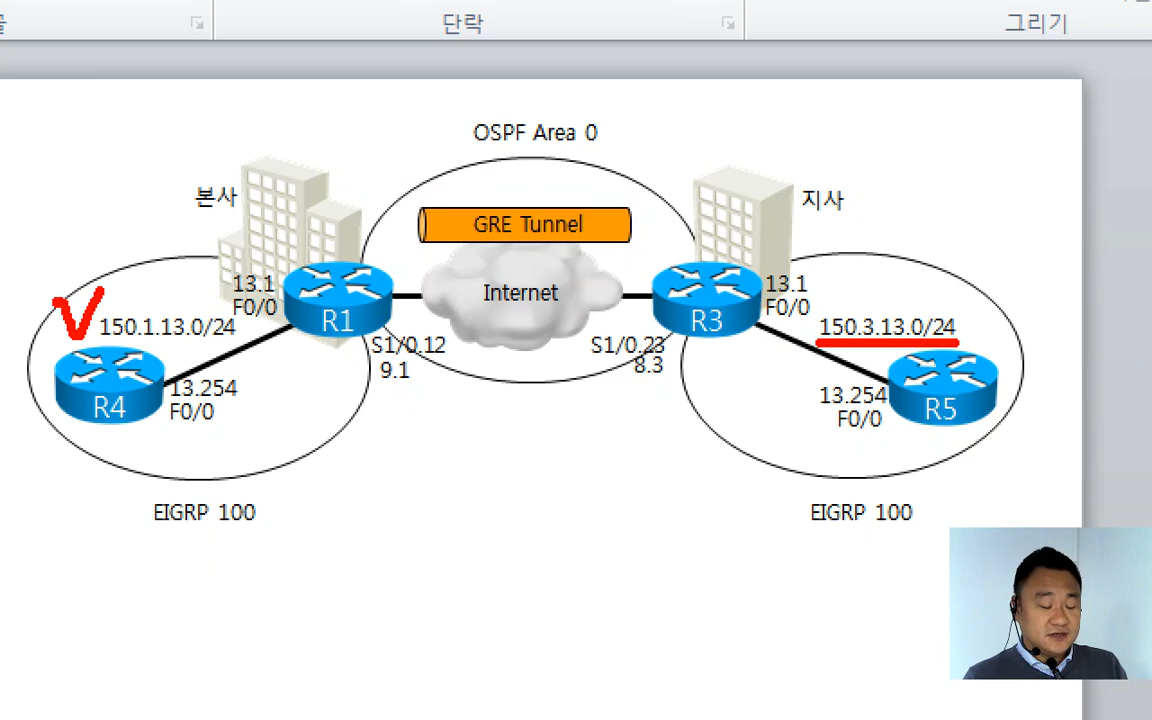 단락
그리기
OSPF Area 0
본사
지사
GRE Tunnel
13.1
F0/0
Internet
13.1
F0/0
R1
R3
150.1.13.0/24
150.3.13.0/24
S1/0.12
9.1
S1/0.23
8.3
R4
13.254
F0/0
13.254
F0/0
R5
EIGRP 100
EIGRP 100